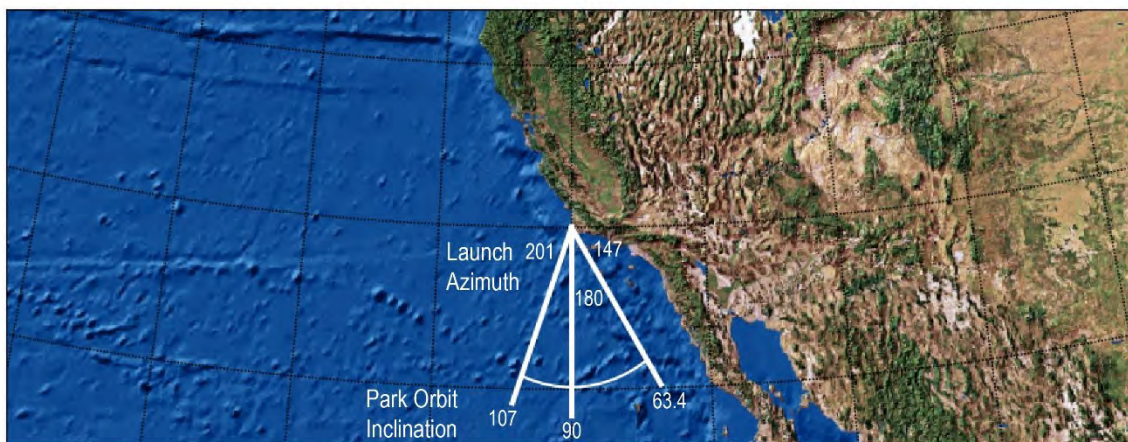 Launch
Azimuth
201
147
180
Park Orbit
Inclination
107
90
63.4